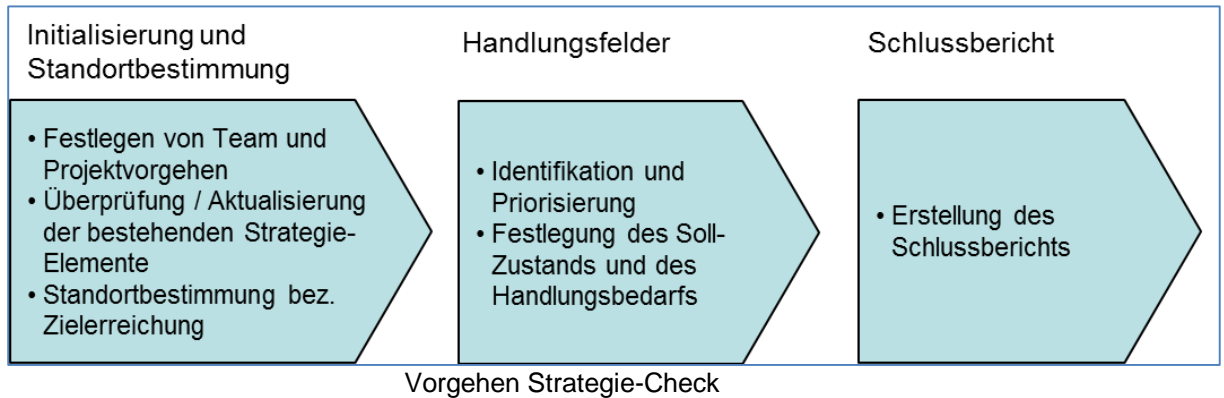 Initialisierung und
Standortbestimmung
• Festlegen von Team und
Projektvorgehen
• Überprüfung / Aktualisierung
der bestehenden Strategie-
Elemente
• Standortbestimmung bez.
Zielerreichung
Handlungsfelder
• Identifikation und
Priorisierung
• Festlegung des Soll-
Zustands und des
Handlungsbedarfs
Schlussbericht
• Erstellung des
Schlussberichts
Vorgehen Strategie-Check